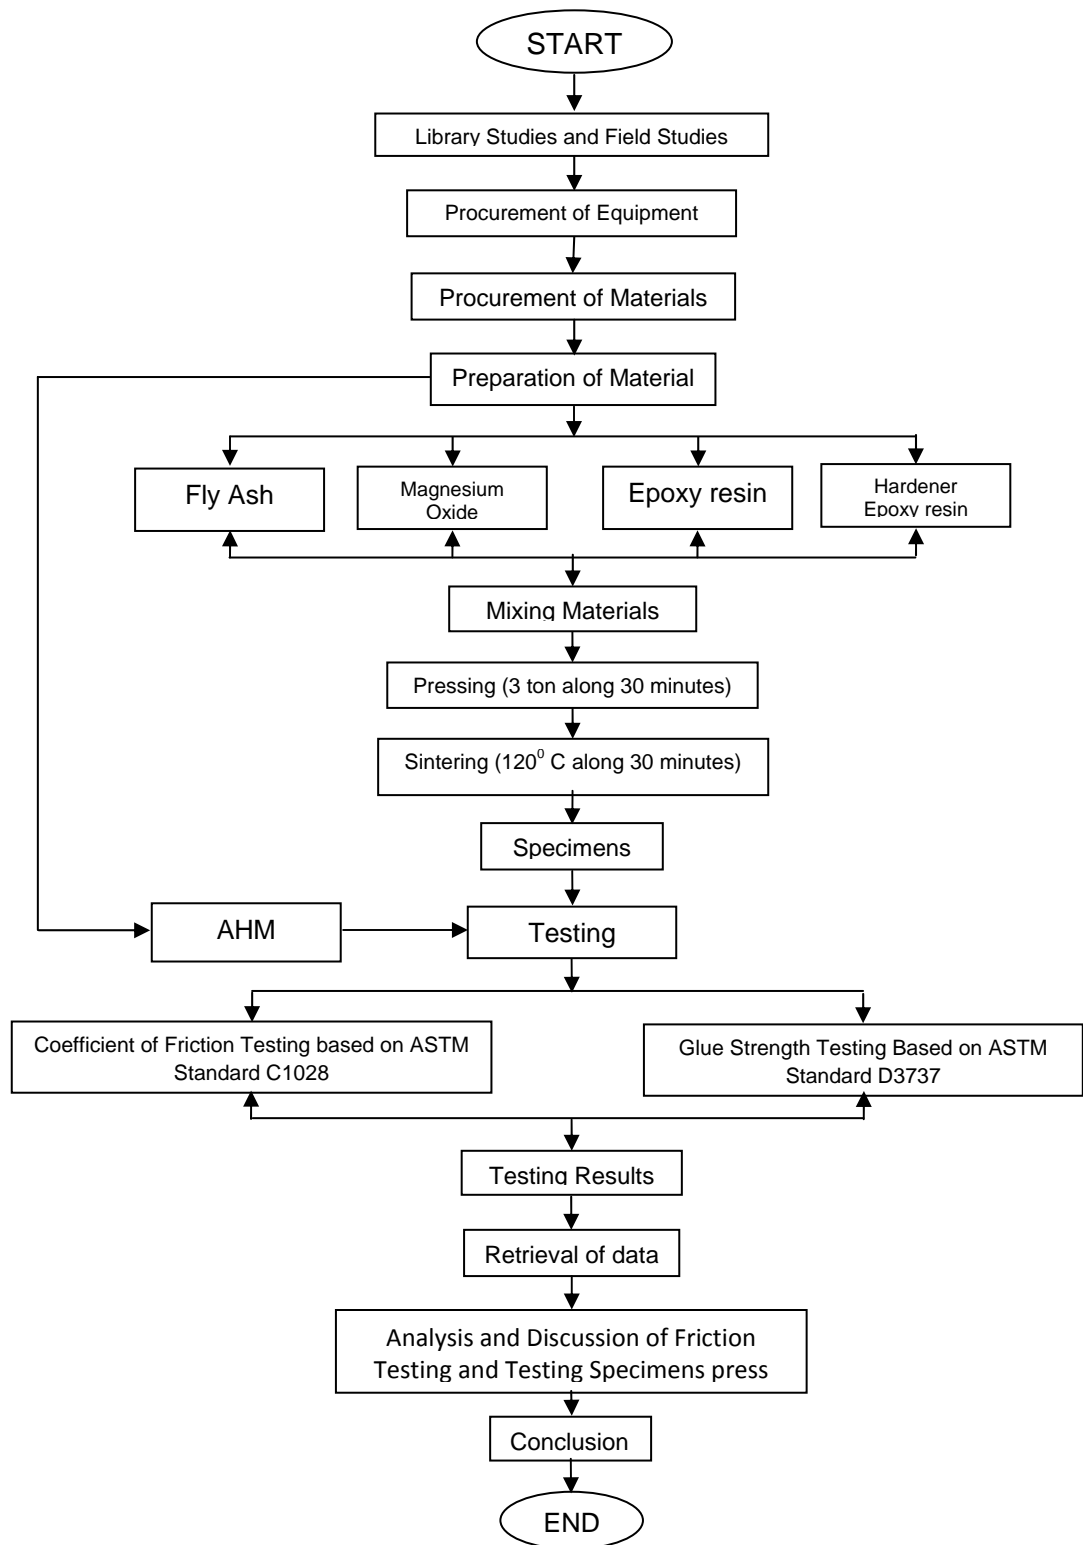 START
Library Studies and Field Studies
Procurement of Equipment
Procurement of Materials
Preparation of Material
Fly Ash
Magnesium
Oxide
Epoxy resin
Hardener
Epoxy resin
Mixing Materials
Pressing (3 ton along 30 minutes)
Sintering (120⁰ C along 30 minutes)
Specimens
AHM
Testing
Coefficient of Friction Testing based on ASTM
Standard C1028
Glue Strength Testing Based on ASTM
Standard D3737
Testing Results
Retrieval of data
Analysis and Discussion of Friction
Testing and Testing Specimens press
Conclusion
END